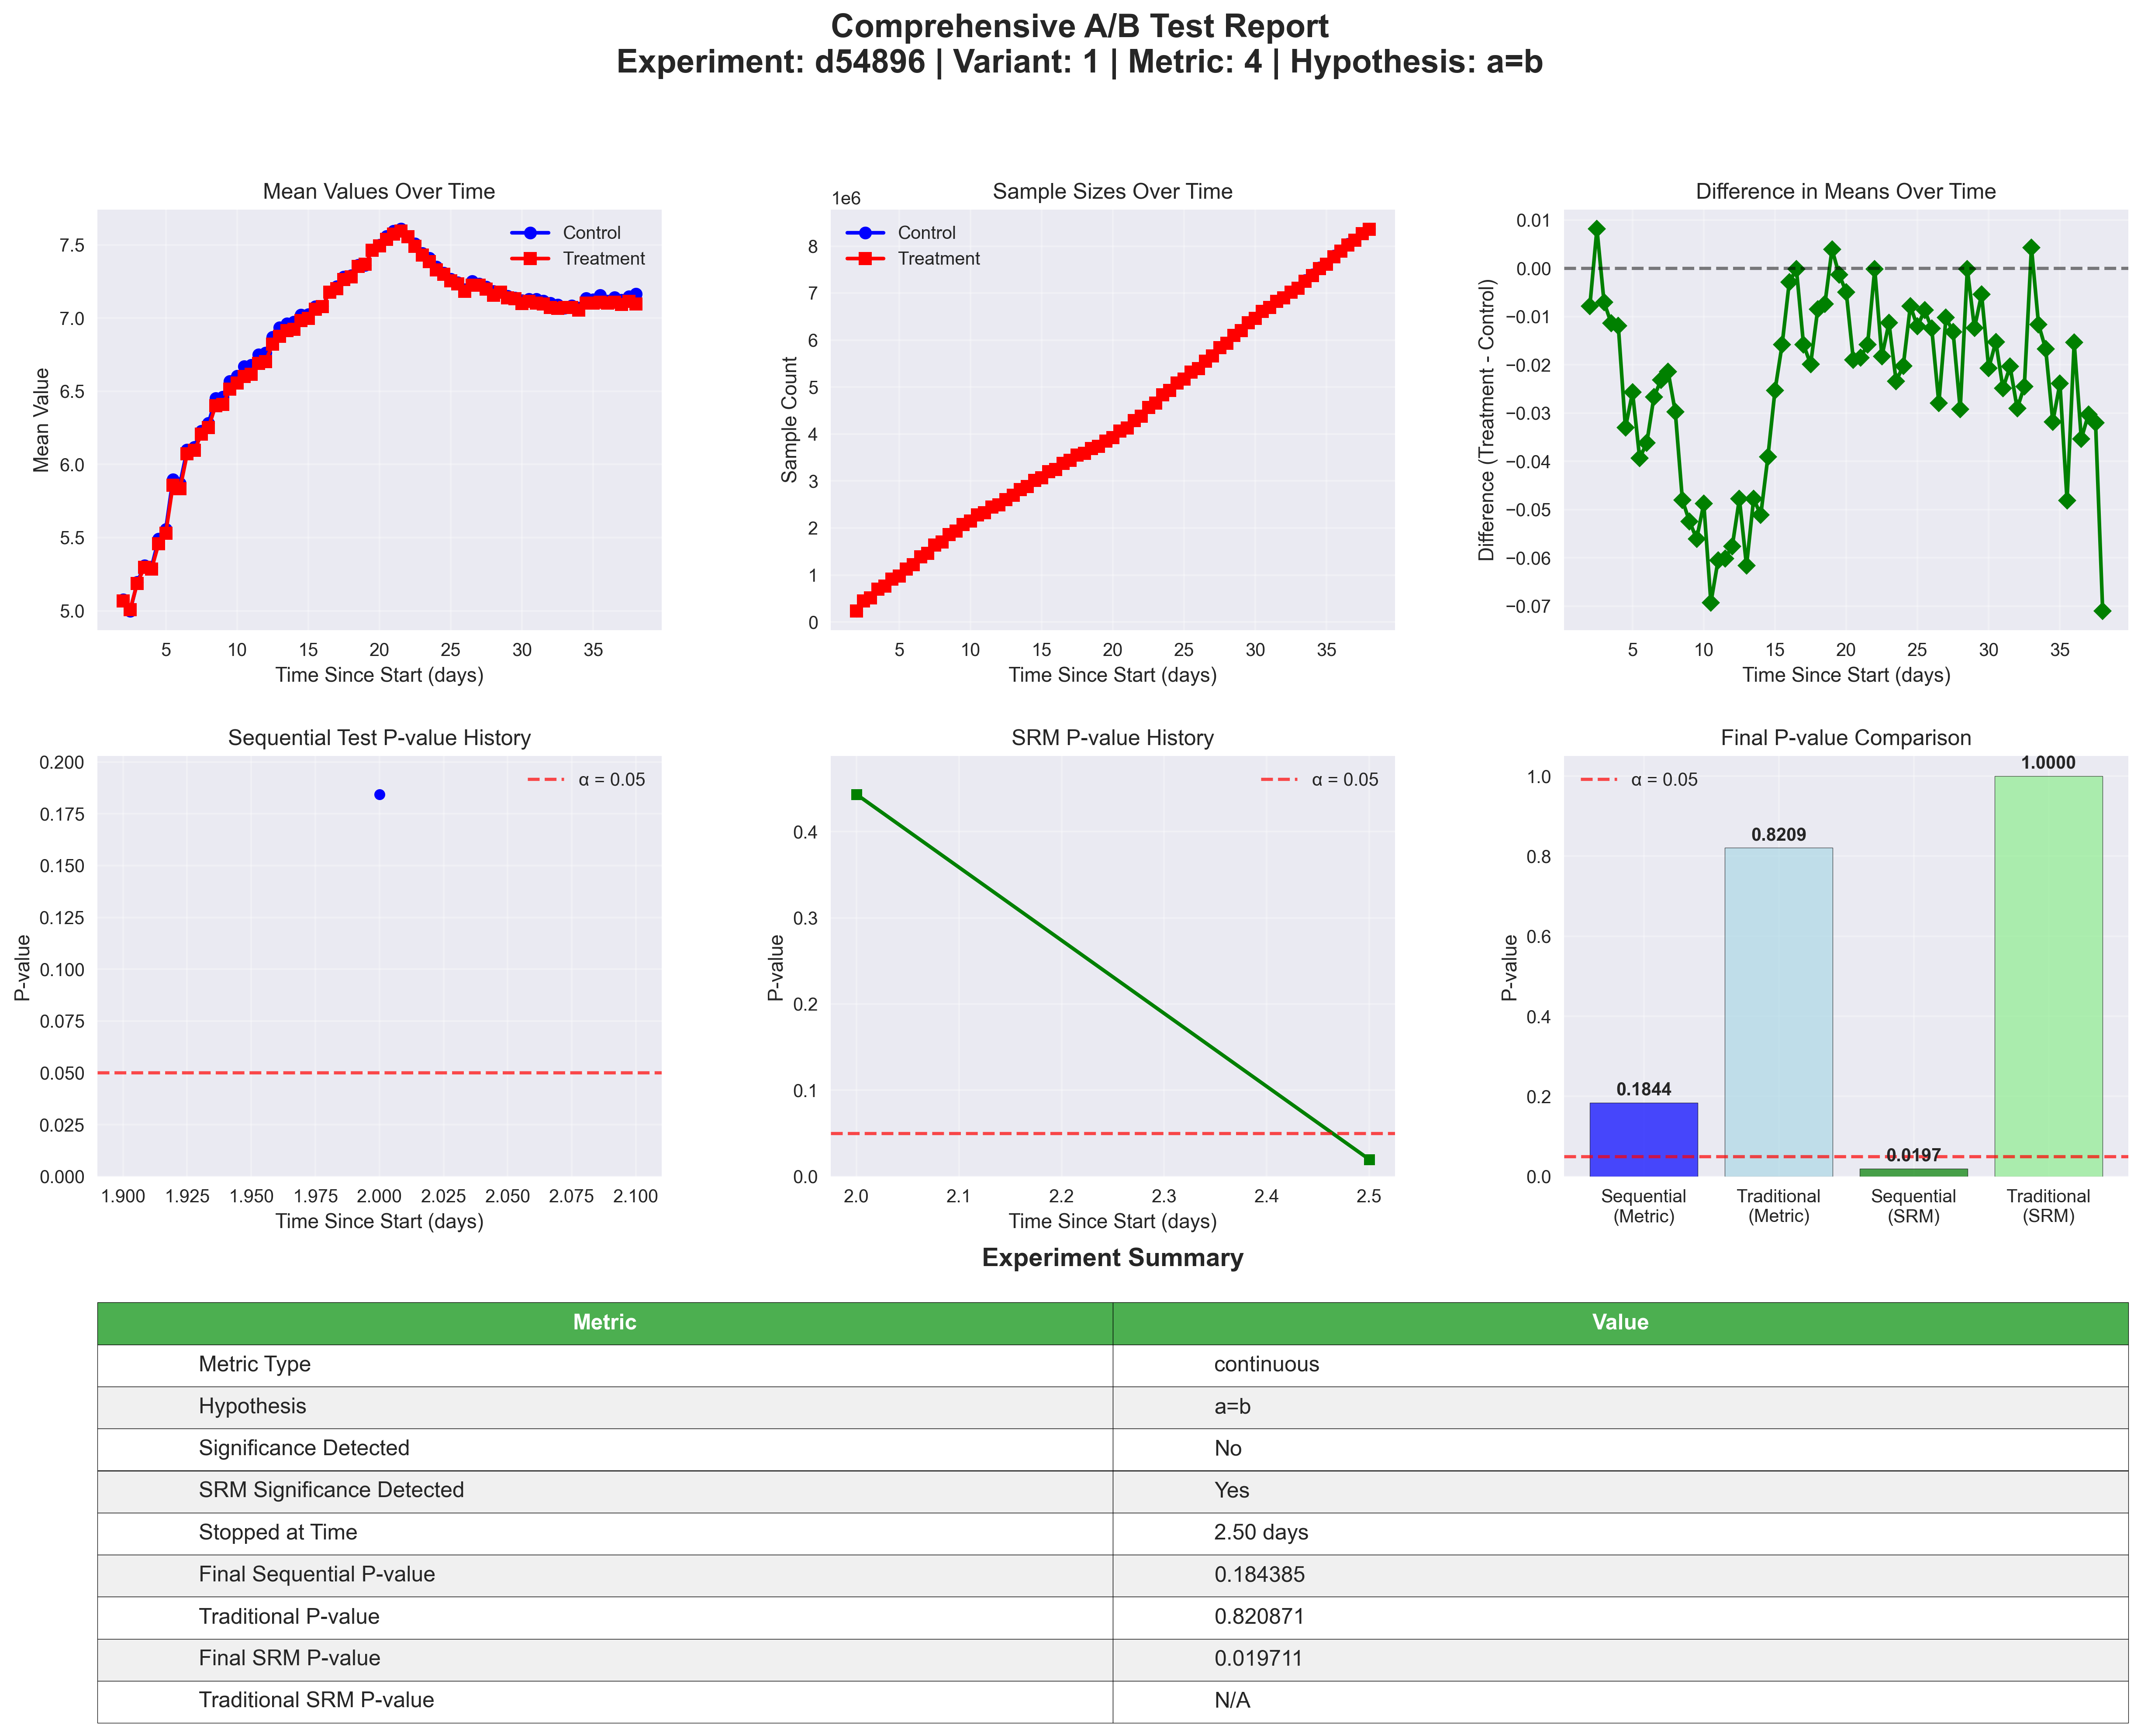 Comprehensive A/B Test Report
Experiment: d54896 | Variant: 1 | Metric: 4 | Hypothesis: a=b
Mean Values Over Time
Control
Treatment
7.5
7.0
6.5
6.0
5.5
5.0
Mean Value
5 10 15 20 25 30 35
Time Since Start (days)
Sample Sizes Over Time
1e6
Control
Treatment
8
7
6
5
4
3
2
1
0
Sample Count
5 10 15 20 25 30 35
Time Since Start (days)
Difference in Means Over Time
0.01
0.00
−0.01
−0.02
−0.03
−0.04
−0.05
−0.06
−0.07
Difference (Treatment - Control)
5 10 15 20 25 30 35
Time Since Start (days)
Sequential Test P-value History
α = 0.05
0.200
0.175
0.150
0.125
0.100
0.075
0.050
0.025
0.000
P-value
1.900 1.925 1.950 1.975 2.000 2.025 2.050 2.075 2.100
Time Since Start (days)
SRM P-value History
α = 0.05
0.4
0.3
0.2
0.1
0.0
P-value
2.0 2.1 2.2 2.3 2.4 2.5
Time Since Start (days)
Final P-value Comparison
α = 0.05
1.0
0.8
0.6
0.4
0.2
0.0
P-value
0.1844
0.8209
0.0197
1.0000
Sequential
(Metric)
Traditional
(Metric)
Sequential
(SRM)
Traditional
(SRM)
Experiment Summary
Metric Value
Metric Type continuous
Hypothesis a=b
Significance Detected No
SRM Significance Detected Yes
Stopped at Time 2.50 days
Final Sequential P-value 0.184385
Traditional P-value 0.820871
Final SRM P-value 0.019711
Traditional SRM P-value N/A